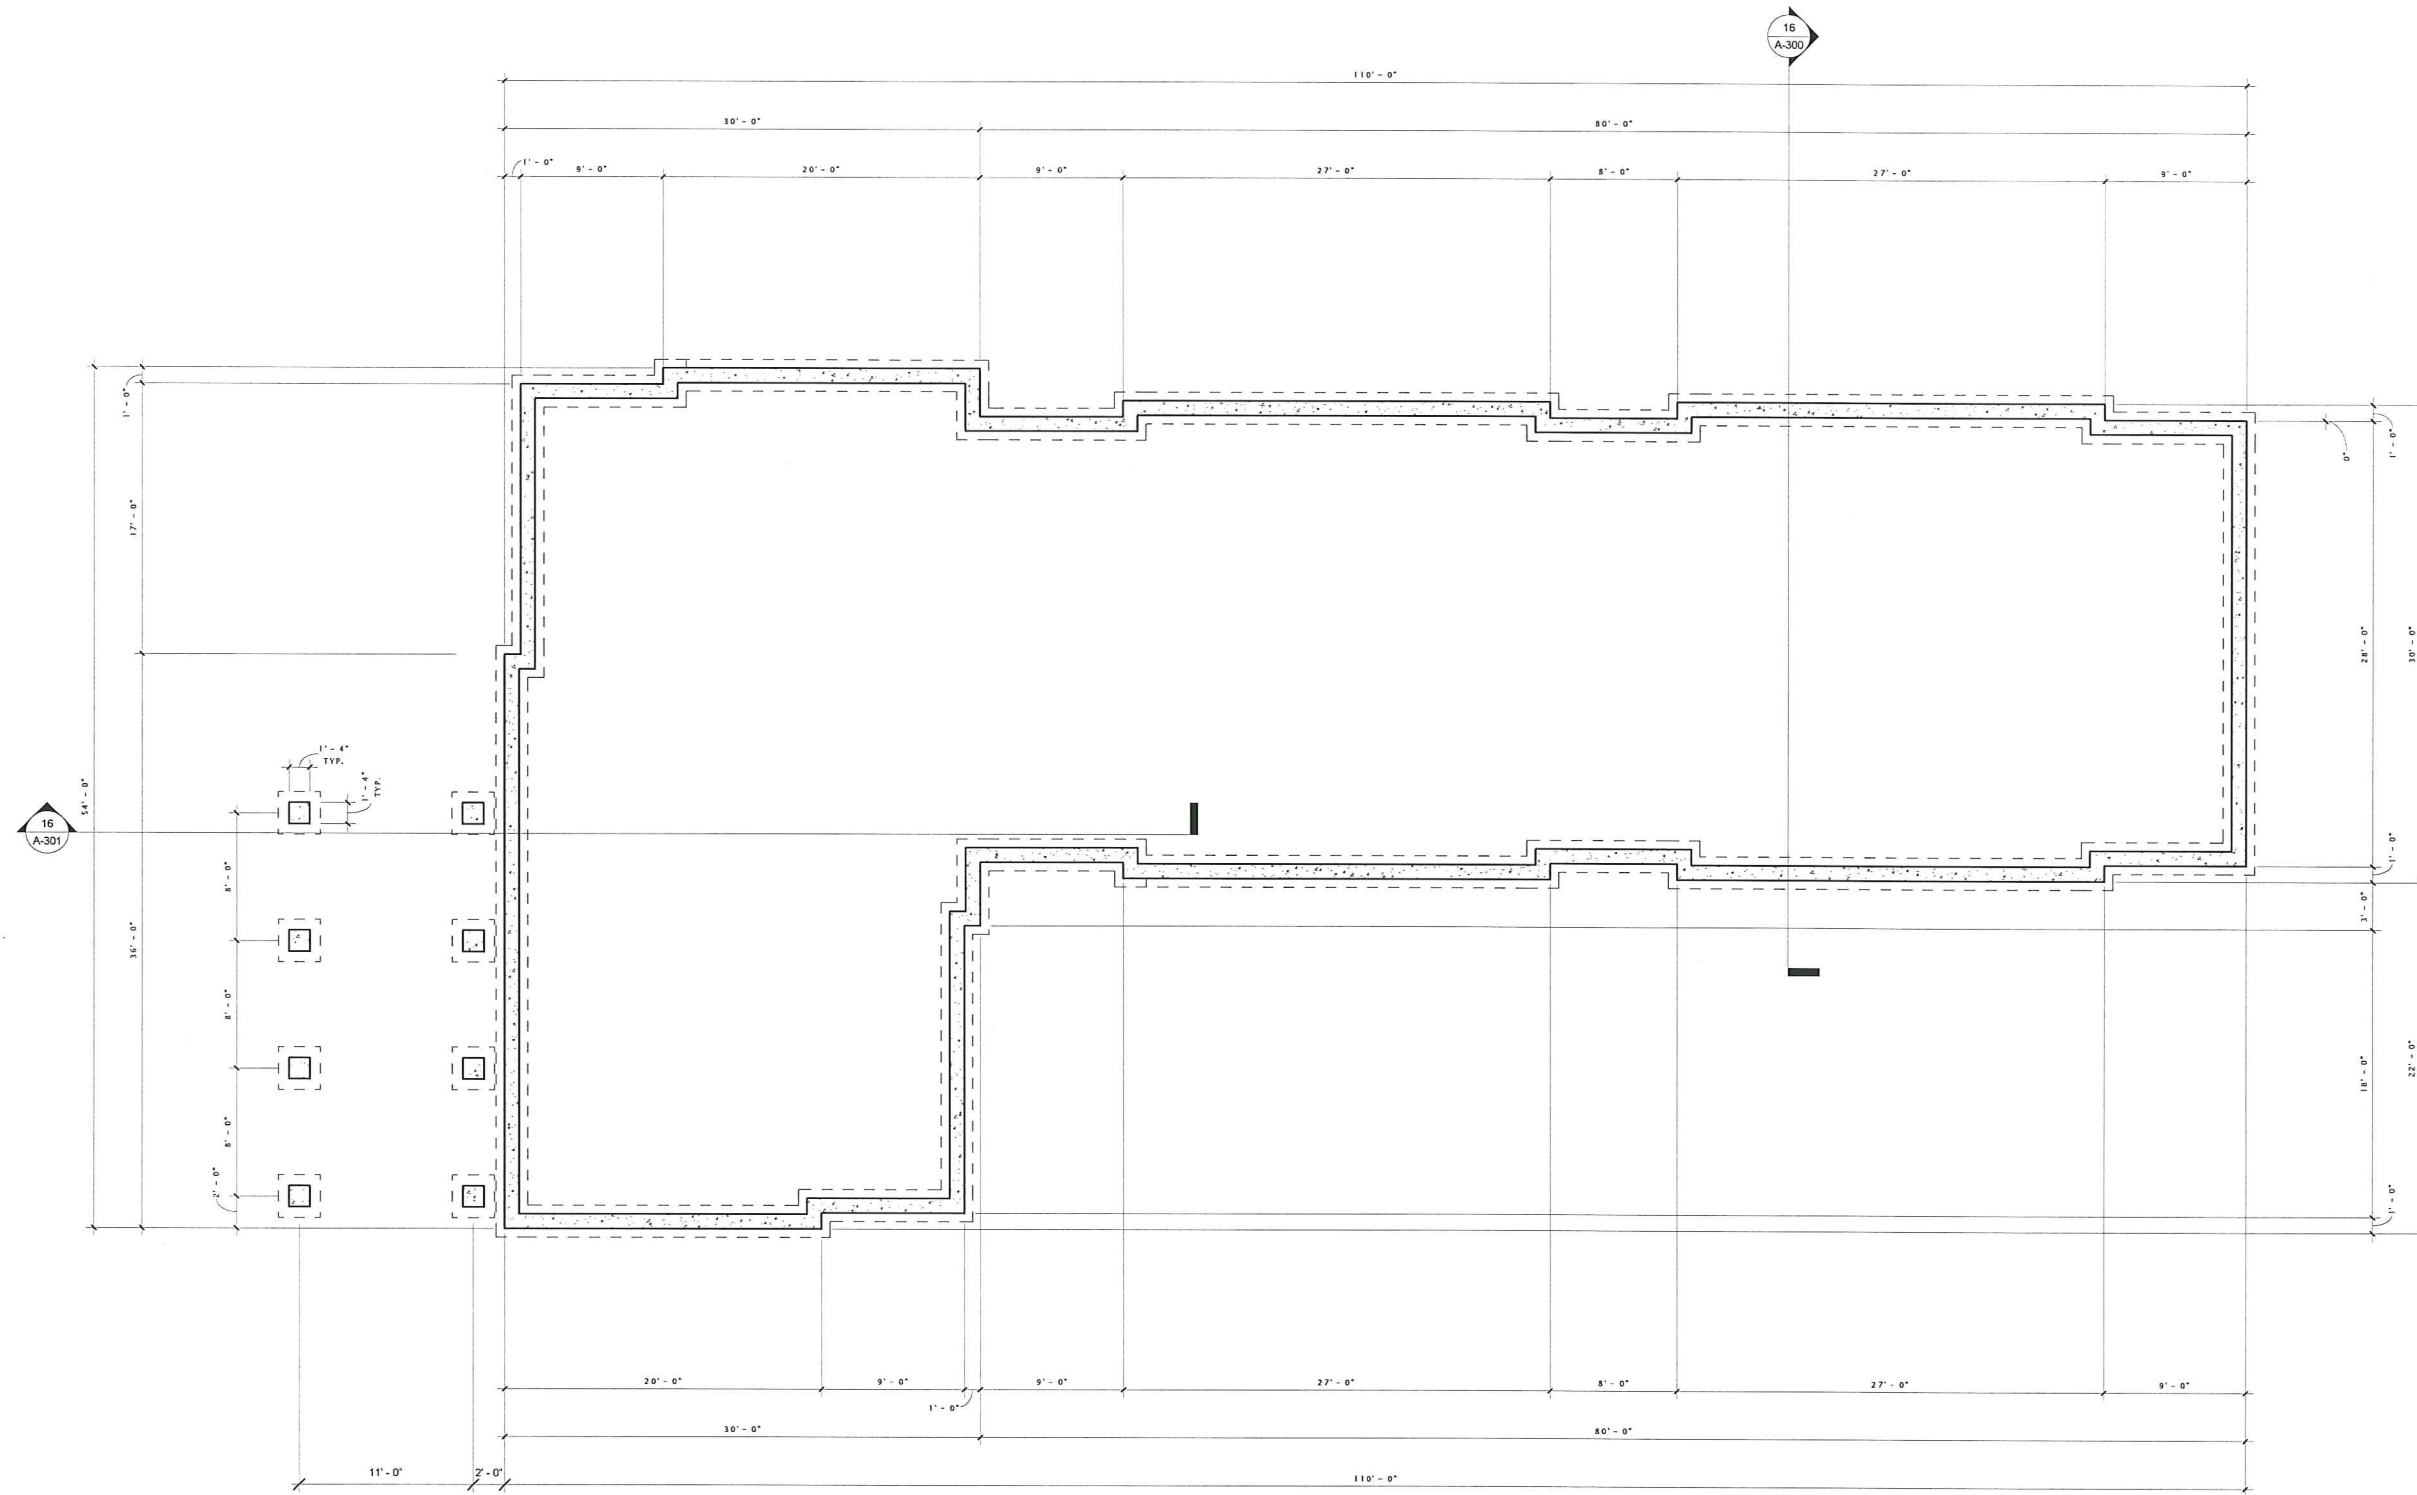 16
A-300
110' - 0"
30' - 0"
80' - 0"
1' - 0"
9' - 0"
20' - 0"
9' - 0"
27' - 0"
8' - 0"
27' - 0"
9' - 0"
1' - 0"
17' - 0"
54' - 0"
36' - 0"
1' - 4"
TYP.
1' - 4"
TYP.
16
A-301
8' - 0"
8' - 0"
8' - 0"
2' - 0"
0"
1' - 0"
28' - 0"
30' - 0"
1' - 0"
3' - 0"
18' - 0"
22' - 0"
1' - 0"
20' - 0"
9' - 0"
1' - 0"
9' - 0"
27' - 0"
8' - 0"
27' - 0"
9' - 0"
30' - 0"
80' - 0"
11' - 0"
2' - 0"
110' - 0"